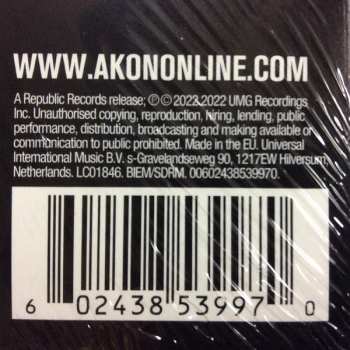 WWW.AKONONLINE.COM
A Republic Records release; ℗© 2022 2022 UMG Recordings
Inc. Unauthorised copying, reproduction, hiring, lending, public
performance, distribution, broadcasting and making available or
communication to public prohibited. Made in the EU. Universal
International Music B.V. s-Gravelandseweg 90, 1217EW Hilversum,
Netherlands. LC01846. BIEM/SDRM. 00602438539970.
6 02438 53997 0